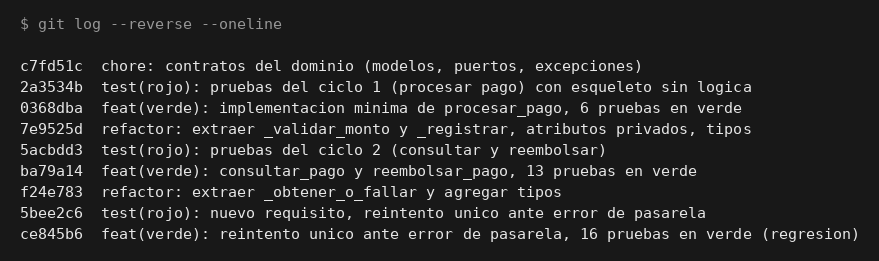 $ git log --reverse --oneline
c7fd51c  chore: contratos del dominio (modelos, puertos, excepciones)
2a3534b  test(rojo): pruebas del ciclo 1 (procesar pago) con esqueleto sin logica
0368dba  feat(verde): implementacion minima de procesar_pago, 6 pruebas en verde
7e9525d  refactor: extraer _validar_monto y _registrar, atributos privados, tipos
5acbdd3  test(rojo): pruebas del ciclo 2 (consultar y reembolsar)
ba79a14  feat(verde): consultar_pago y reembolsar_pago, 13 pruebas en verde
f24e783  refactor: extraer _obtener_o_fallar y agregar tipos
5bee2c6  test(rojo): nuevo requisito, reintento unico ante error de pasarela
ce845b6  feat(verde): reintento unico ante error de pasarela, 16 pruebas en verde (regresion)